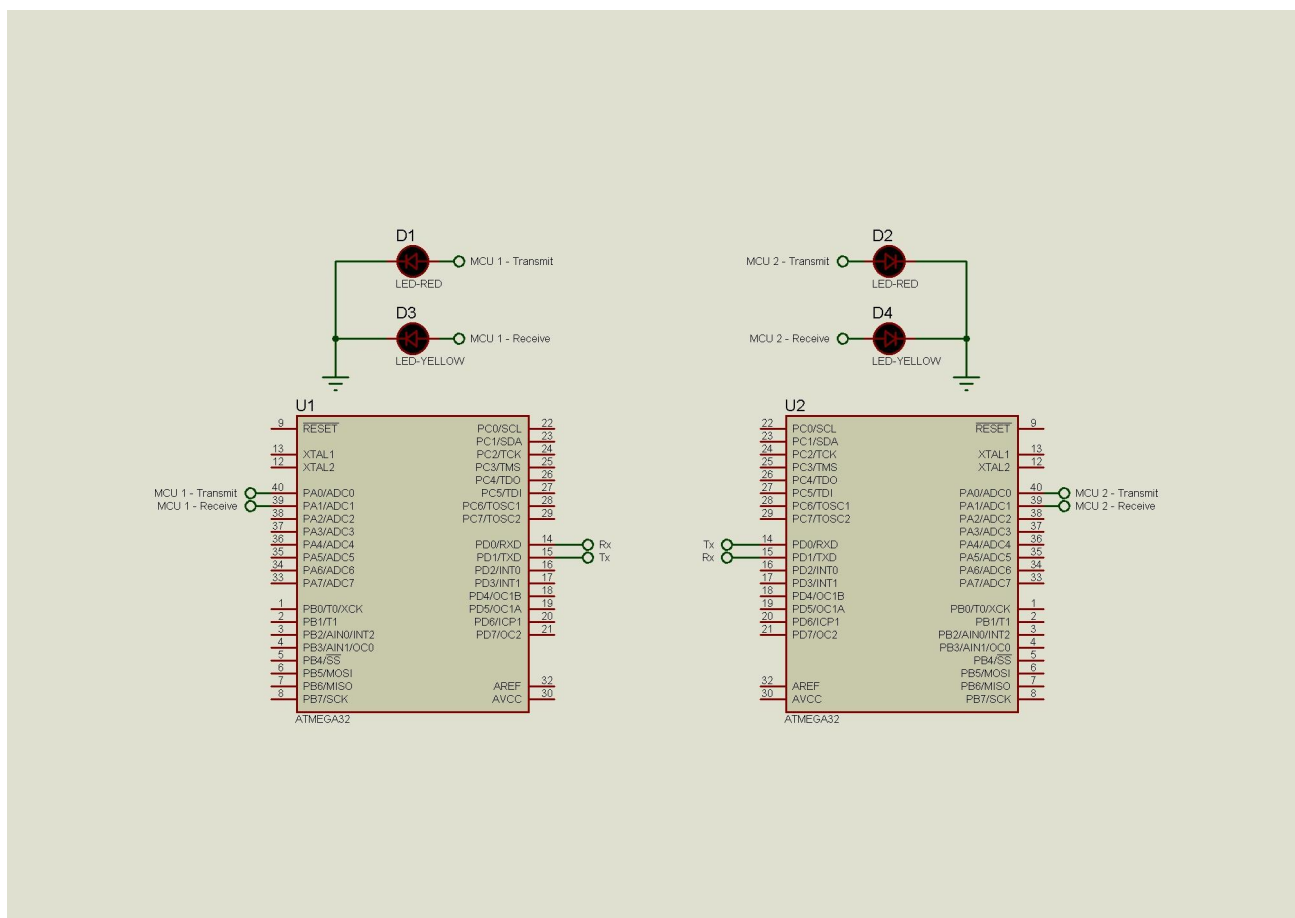 D1
MCU 1 - Transmit
LED-RED
D3
MCU 1 - Receive
LED-YELLOW
D2
MCU 2 - Transmit
LED-RED
D4
MCU 2 - Receive
LED-YELLOW
U1
9 RESET PC0/SCL 22
PC1/SDA 23
13 XTAL1 PC2/TCK 24
12 XTAL2 PC3/TMS 25
PC4/TDO 26
MCU 1 - Transmit 40 PA0/ADC0 PC5/TDI 27
MCU 1 - Receive 39 PA1/ADC1 PC6/TOSC1 28
38 PA2/ADC2 PC7/TOSC2 29
37 PA3/ADC3
36 PA4/ADC4 PD0/RXD 14 Rx
35 PA5/ADC5 PD1/TXD 15 Tx
34 PA6/ADC6 PD2/INT0 16
33 PA7/ADC7 PD3/INT1 17
PD4/OC1B 18
1 PB0/T0/XCK PD5/OC1A 19
2 PB1/T1 PD6/ICP1 20
3 PB2/AIN0/INT2 PD7/OC2 21
4 PB3/AIN1/OC0
5 PB4/SS
6 PB5/MOSI
7 PB6/MISO AREF 32
8 PB7/SCK AVCC 30
ATMEGA32
U2
22 PC0/SCL RESET 9
23 PC1/SDA
24 PC2/TCK XTAL1 13
25 PC3/TMS XTAL2 12
26 PC4/TDO
27 PC5/TDI PA0/ADC0 40 MCU 2 - Transmit
28 PC6/TOSC1 PA1/ADC1 39 MCU 2 - Receive
29 PC7/TOSC2 PA2/ADC2 38
PA3/ADC3 37
Tx 14 PD0/RXD PA4/ADC4 36
Rx 15 PD1/TXD PA5/ADC5 35
16 PD2/INT0 PA6/ADC6 34
17 PD3/INT1 PA7/ADC7 33
18 PD4/OC1B
19 PD5/OC1A PB0/T0/XCK 1
20 PD6/ICP1 PB1/T1 2
21 PD7/OC2 PB2/AIN0/INT2 3
PB3/AIN1/OC0 4
PB4/SS 5
PB5/MOSI 6
32 AREF PB6/MISO 7
30 AVCC PB7/SCK 8
ATMEGA32